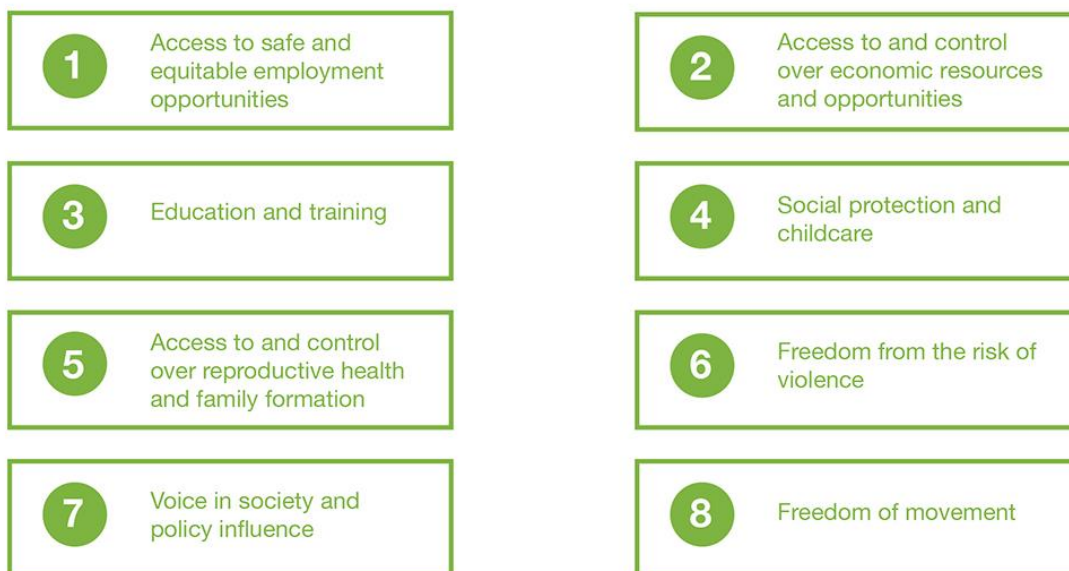 1
Access to safe and
equitable employment
opportunities
2
Access to and control
over economic resources
and opportunities
3
Education and training
4
Social protection and
childcare
5
Access to and control
over reproductive health
and family formation
6
Freedom from the risk of
violence
7
Voice in society and
policy influence
8
Freedom of movement